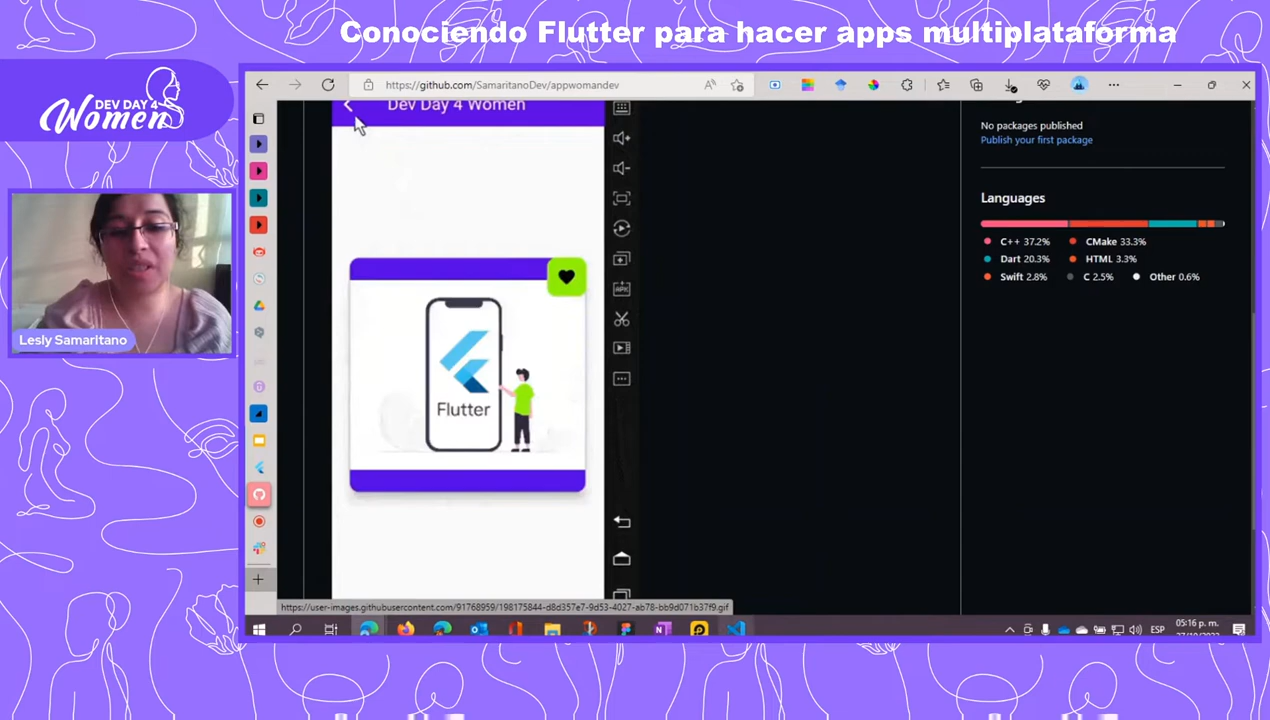 Conociendo Flutter para hacer apps multiplataforma
DEV DAY 4
Women
https://github.com/SamaritanoDev/appwomandev
Dev Day 4 Women
No packages published
Publish your first package
Languages
C++ 37.2%
CMake 33.3%
Dart 20.3%
HTML 3.3%
Swift 2.8%
C 2.5%
Other 0.6%
APK
Flutter
Lesly Samaritano
https://user-images.githubusercontent.com/91768959/198175844-d8d357e7-9d53-4027-ab78-bb9d071b37f9.gif
ESP
05:16 p. m.